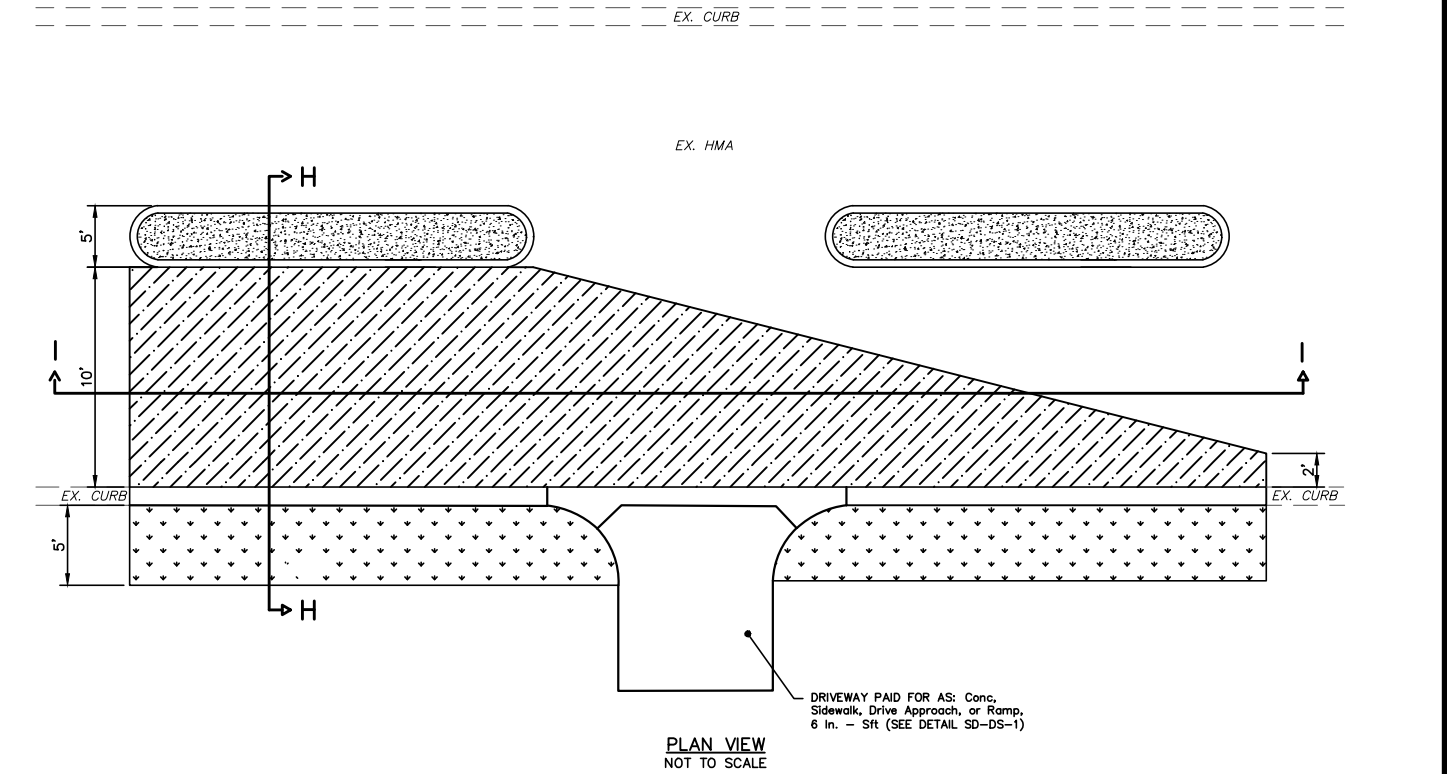 EX. CURB
EX. HMA
H
5'
I
I
10'
2'
EX. CURB
EX. CURB
5'
H
DRIVEWAY PAID FOR AS: Conc,
Sidewalk, Drive Approach, or Ramp,
6 In. – Sft (SEE DETAIL SD-DS-1)
PLAN VIEW
NOT TO SCALE